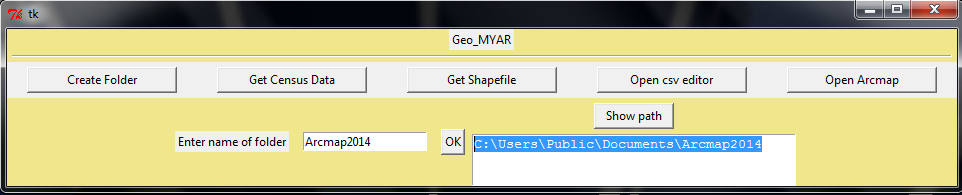 tk
Geo_MYAR
Create Folder Get Census Data Get Shapefile Open csv editor Open Arcmap
Show path
Enter name of folder Arcmap2014 OK
C:\Users\Public\Documents\Arcmap2014